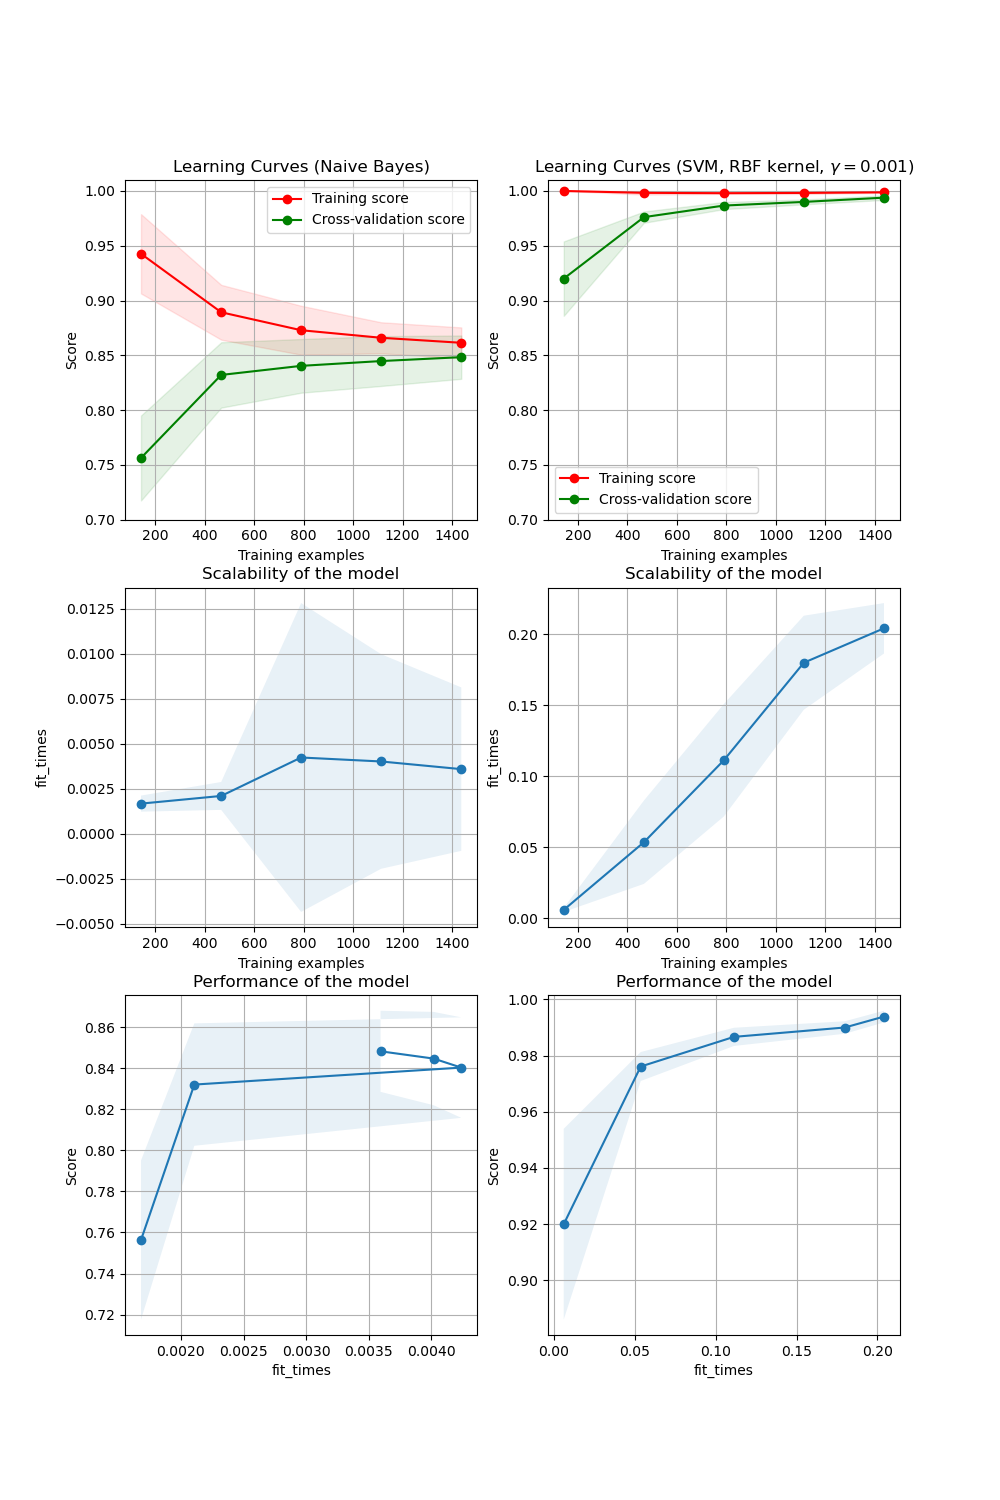 Learning Curves (Naive Bayes)
1.00
0.95
0.90
0.85
0.80
0.75
0.70
Score
Training score
Cross-validation score
200 400 600 800 1000 1200 1400
Training examples
Learning Curves (SVM, RBF kernel, γ = 0.001)
1.00
0.95
0.90
0.85
0.80
0.75
0.70
Score
Training score
Cross-validation score
200 400 600 800 1000 1200 1400
Training examples
Scalability of the model
0.0125
0.0100
0.0075
0.0050
0.0025
0.0000
−0.0025
−0.0050
fit_times
200 400 600 800 1000 1200 1400
Training examples
Scalability of the model
0.20
0.15
0.10
0.05
0.00
fit_times
200 400 600 800 1000 1200 1400
Training examples
Performance of the model
0.86
0.84
0.82
0.80
0.78
0.76
0.74
0.72
Score
0.0020 0.0025 0.0030 0.0035 0.0040
fit_times
Performance of the model
1.00
0.98
0.96
0.94
0.92
0.90
Score
0.00 0.05 0.10 0.15 0.20
fit_times